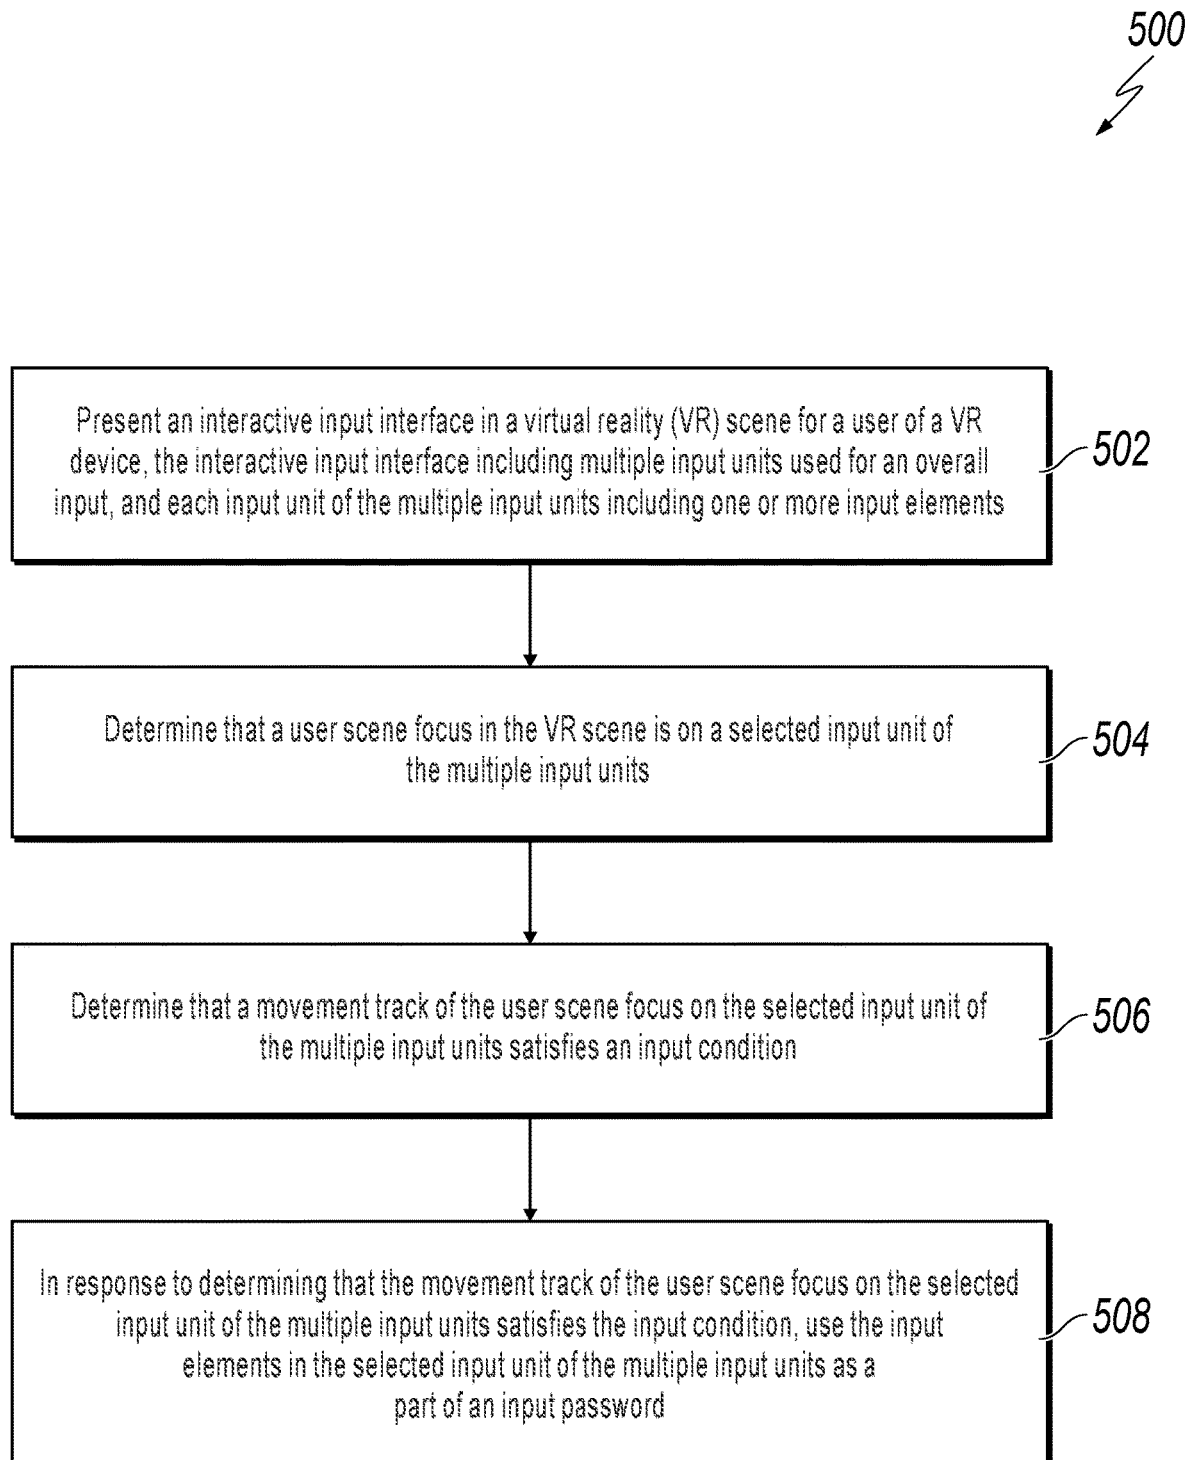 500
Present an interactive input interface in a virtual reality (VR) scene for a user of a VR
device, the interactive input interface including multiple input units used for an overall
input, and each input unit of the multiple input units including one or more input elements
502
Determine that a user scene focus in the VR scene is on a selected input unit of
the multiple input units
504
Determine that a movement track of the user scene focus on the selected input unit of
the multiple input units satisfies an input condition
506
In response to determining that the movement track of the user scene focus on the selected
input unit of the multiple input units satisfies the input condition, use the input
elements in the selected input unit of the multiple input units as a
part of an input password
508